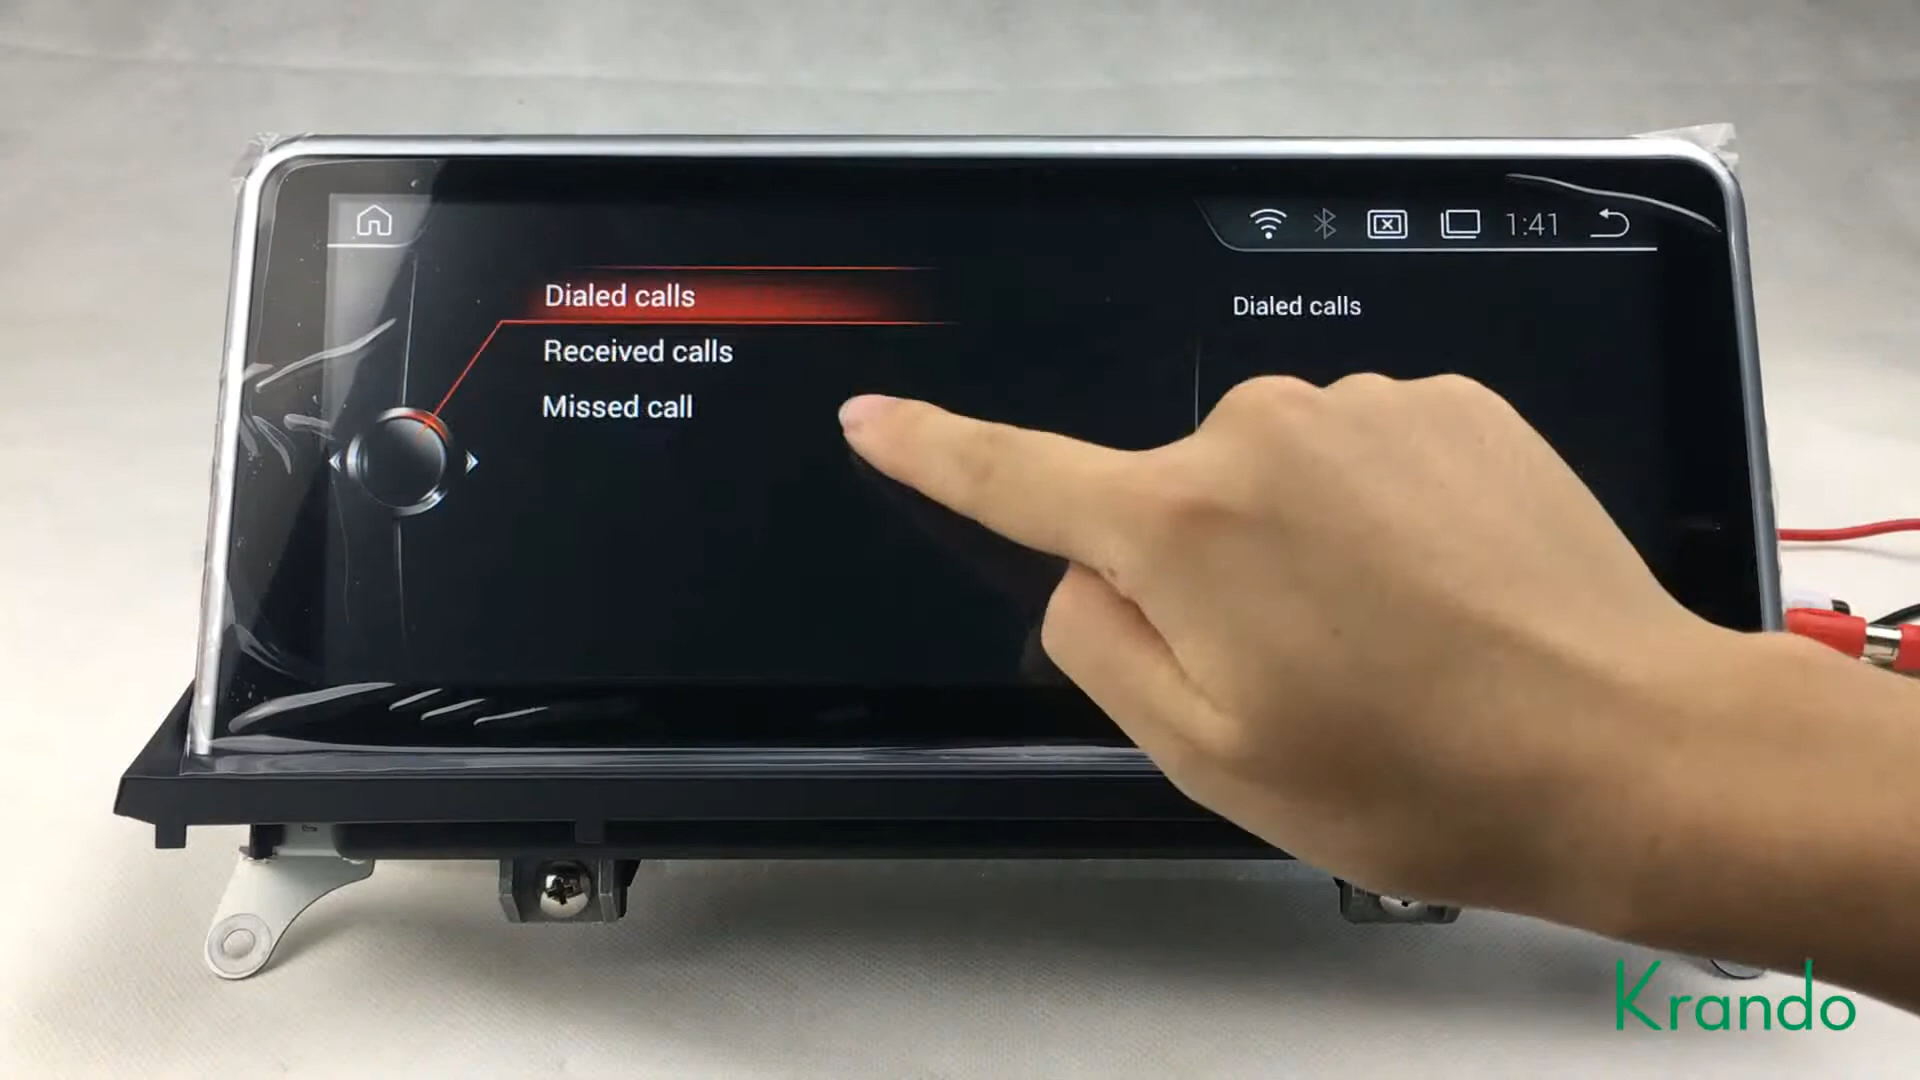 1:41
Dialed calls
Dialed calls
Received calls
Missed call
Krando